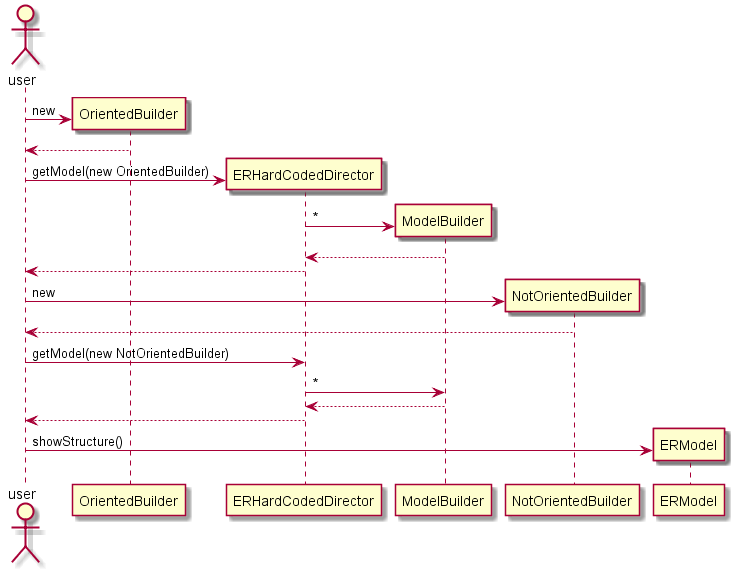 user
new
OrientedBuilder
getModel(new OrientedBuilder)
ERHardCodedDirector
*
ModelBuilder
new
NotOrientedBuilder
getModel(new NotOrientedBuilder)
*
showStructure()
ERModel
user
OrientedBuilder
ERHardCodedDirector
ModelBuilder
NotOrientedBuilder
ERModel